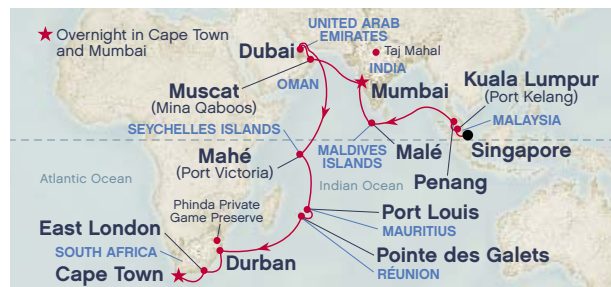 ★ Overnight in Cape Town
and Mumbai
UNITED ARAB
EMIRATES
Dubai
Taj Mahal
INDIA
Muscat
(Mina Qaboos)
OMAN
Mumbai
Kuala Lumpur
(Port Kelang)
MALAYSIA
SEYCHELLES ISLANDS
MALDIVES
ISLANDS
Malé
Singapore
Penang
Mahé
(Port Victoria)
Atlantic Ocean
Indian Ocean
Phinda Private
Game Preserve
Port Louis
MAURITIUS
East London
SOUTH AFRICA
Durban
Pointe des Galets
RÉUNION
Cape Town